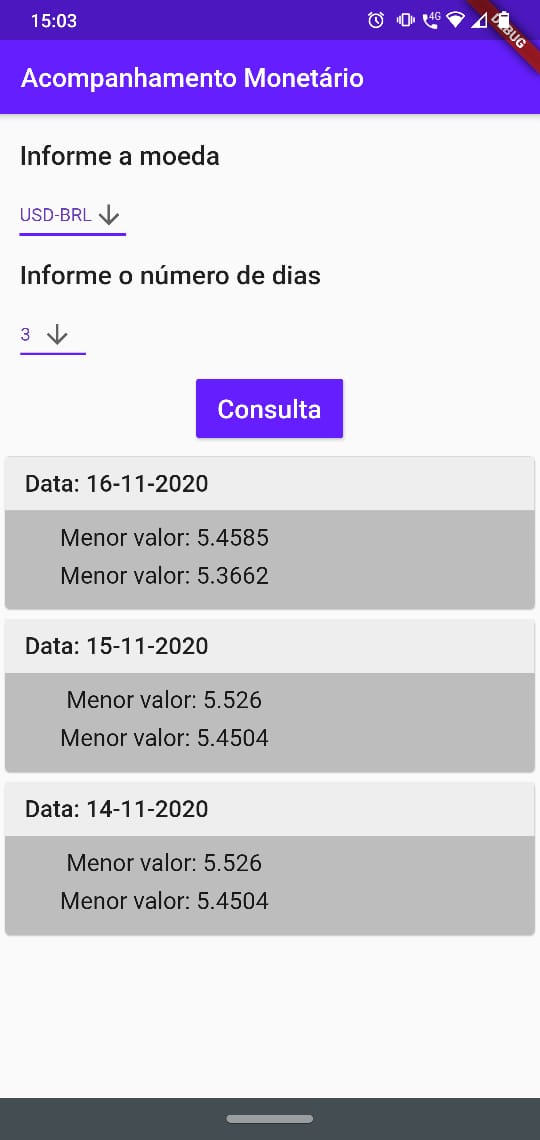 15:03
4G
DEBUG
Acompanhamento Monetário
Informe a moeda
USD-BRL
Informe o número de dias
3
Consulta
Data: 16-11-2020
Menor valor: 5.4585
Menor valor: 5.3662
Data: 15-11-2020
Menor valor: 5.526
Menor valor: 5.4504
Data: 14-11-2020
Menor valor: 5.526
Menor valor: 5.4504